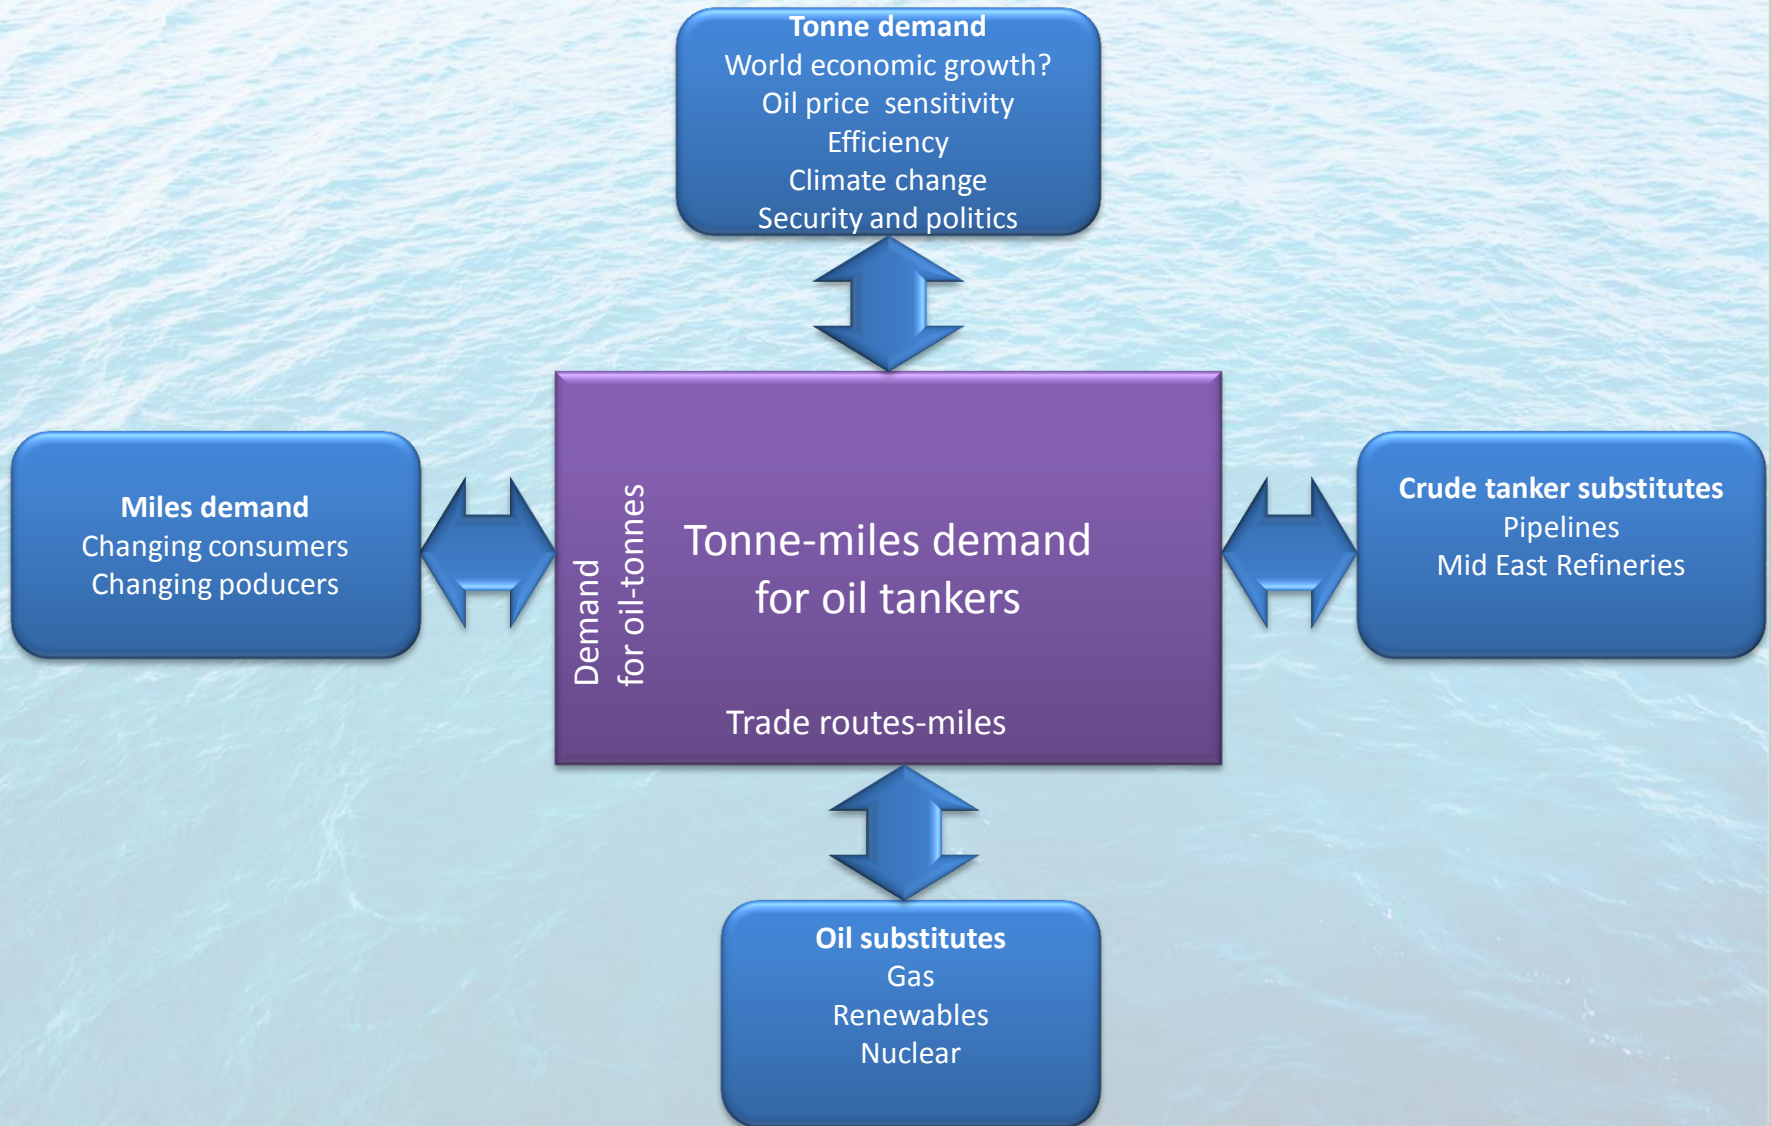 Tonne demand
World economic growth?
Oil price sensitivity
Efficiency
Climate change
Security and politics
Miles demand
Changing consumers
Changing poducers
Demand
for oil-tonnes
Tonne-miles demand
for oil tankers
Trade routes-miles
Crude tanker substitutes
Pipelines
Mid East Refineries
Oil substitutes
Gas
Renewables
Nuclear